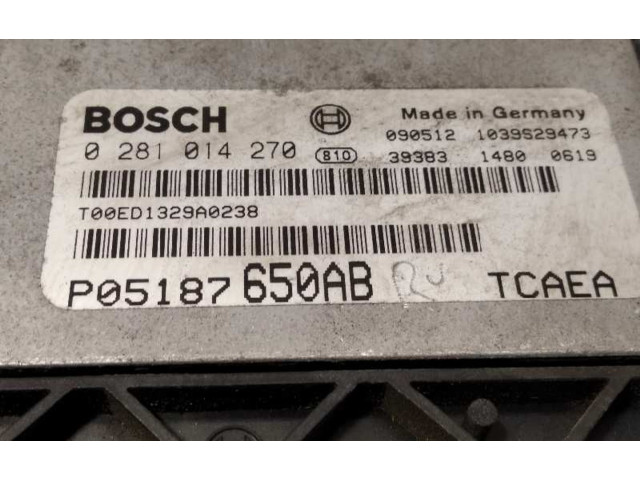 BOSCH Made in Germany
090512 1039S29473
0 281 014 270 810 39383 1480 0619
T00ED1329A0238
P05187650AB TCAEA